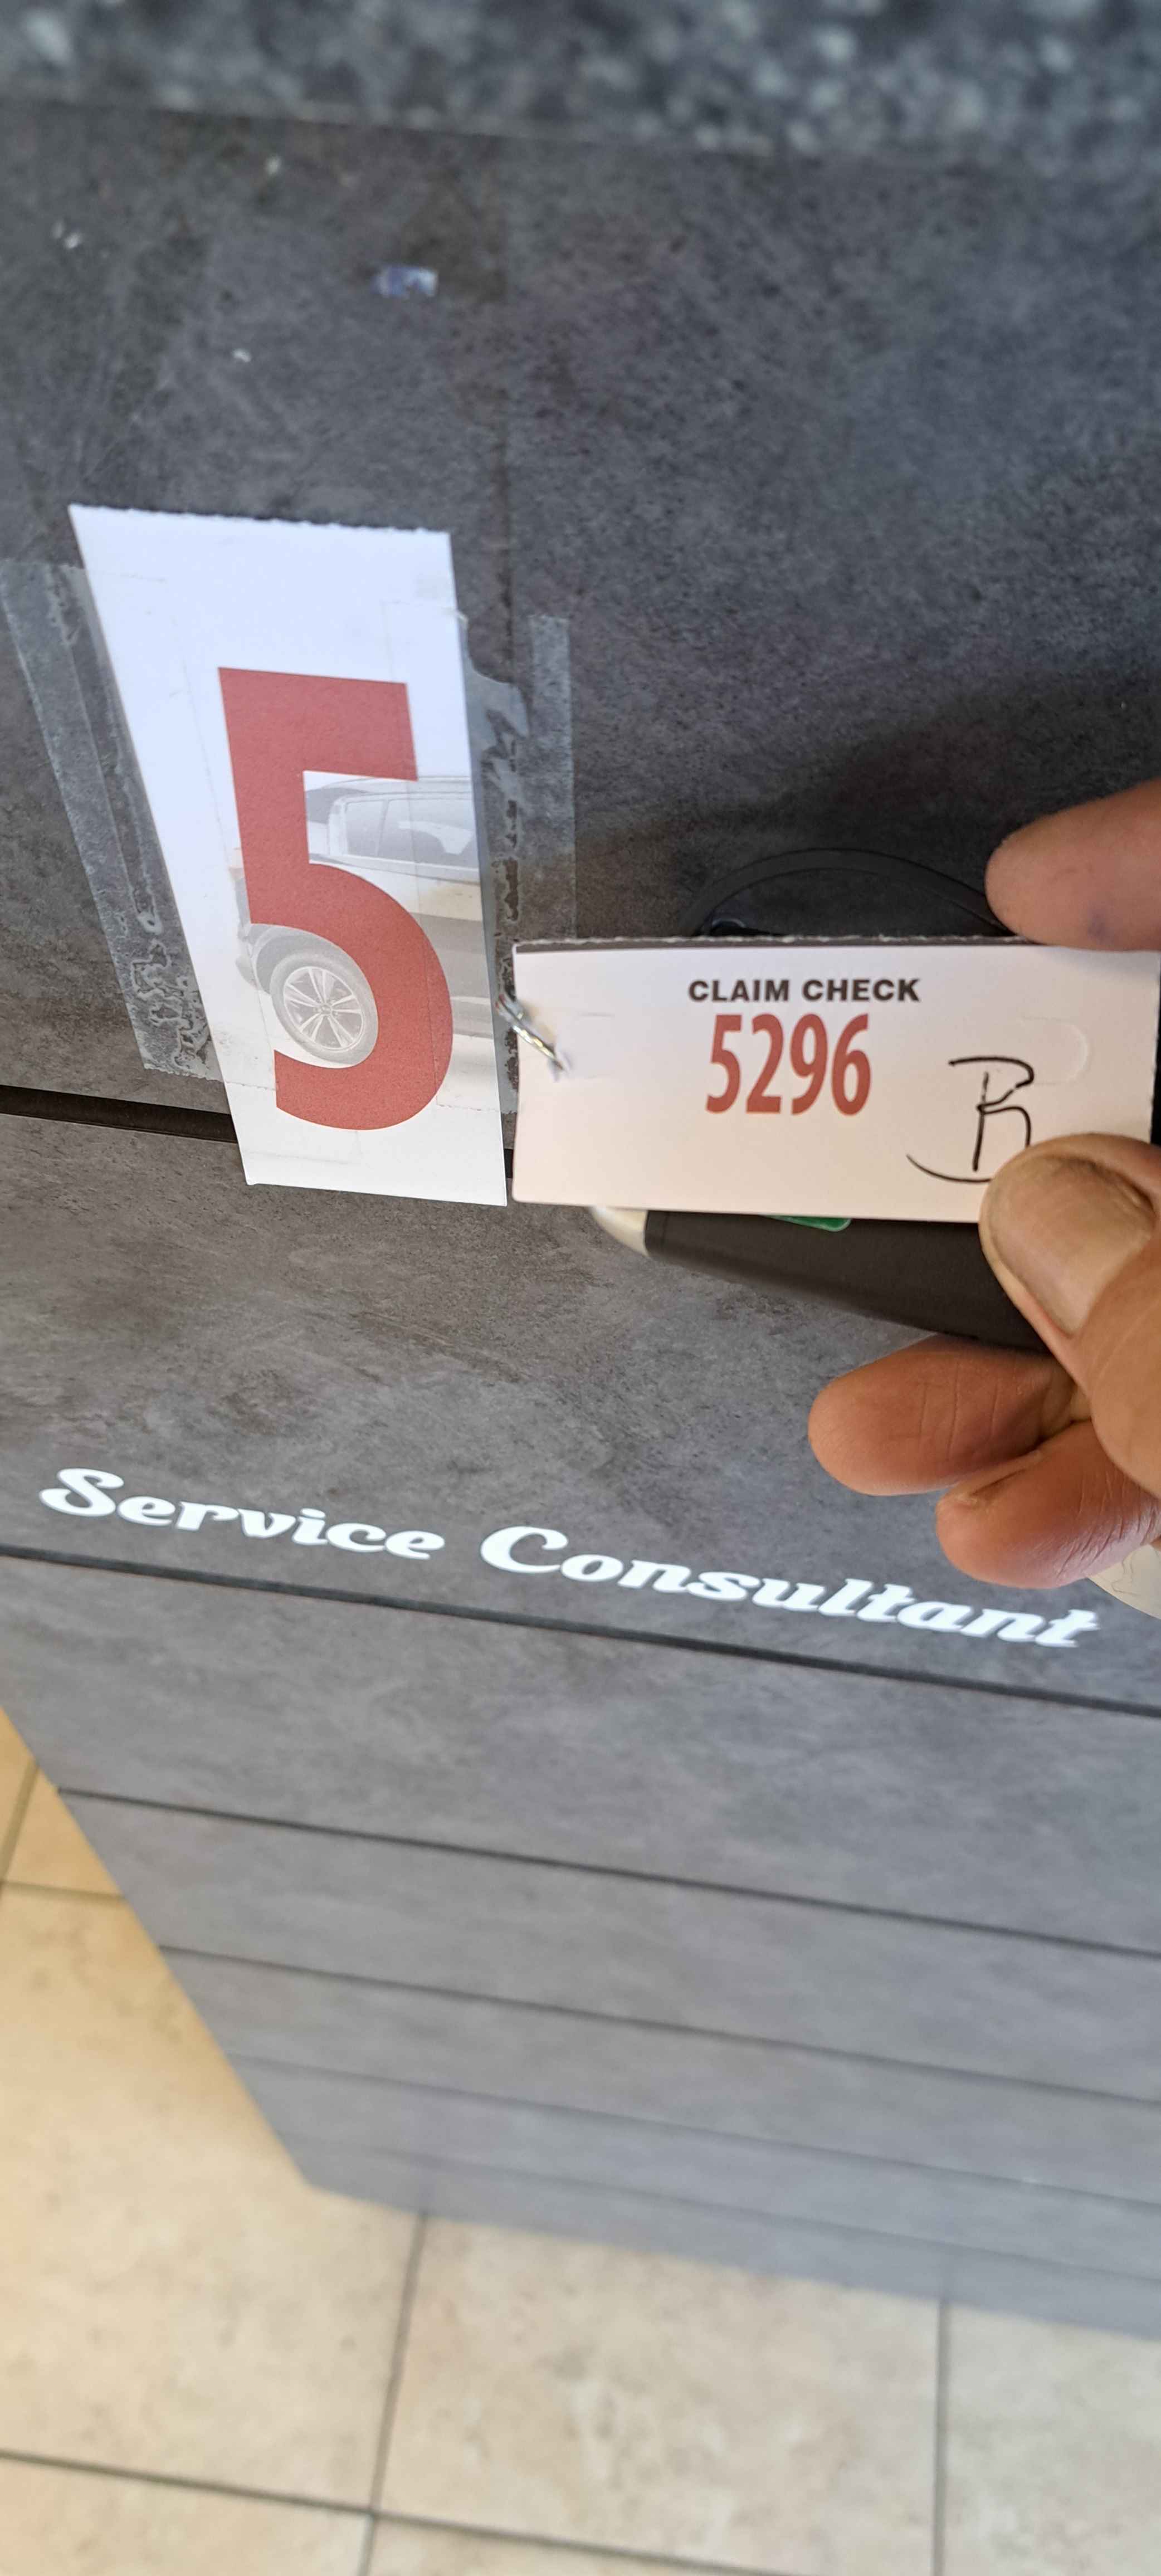 5
CLAIM CHECK
5296
Service Consultant